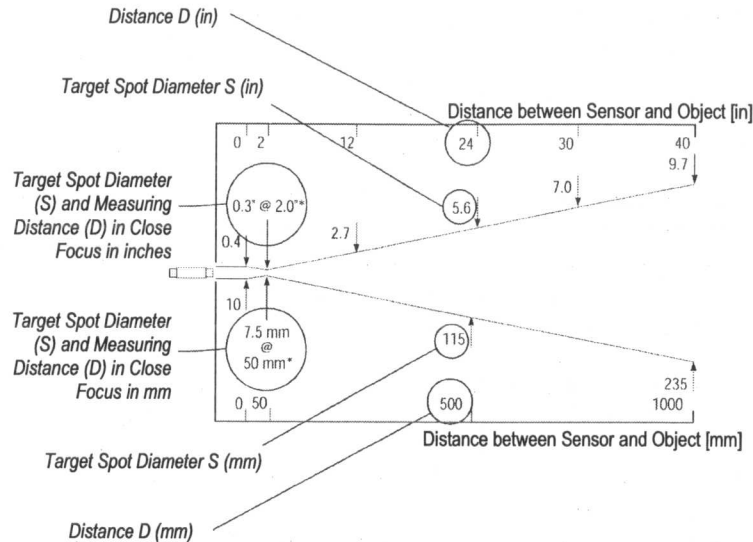 Distance D (in)
Target Spot Diameter S (in)
Distance between Sensor and Object [in]
0 2 12 24 30 40
9.7
Target Spot Diameter
(S) and Measuring
Distance (D) in Close
Focus in inches
0.3" @ 2.0"*
5.6
7.0
0.4
2.7
10
Target Spot Diameter
(S) and Measuring
Distance (D) in Close
Focus in mm
7.5 mm
@
50 mm*
115
235
0 50 500 1000
Distance between Sensor and Object [mm]
Target Spot Diameter S (mm)
Distance D (mm)